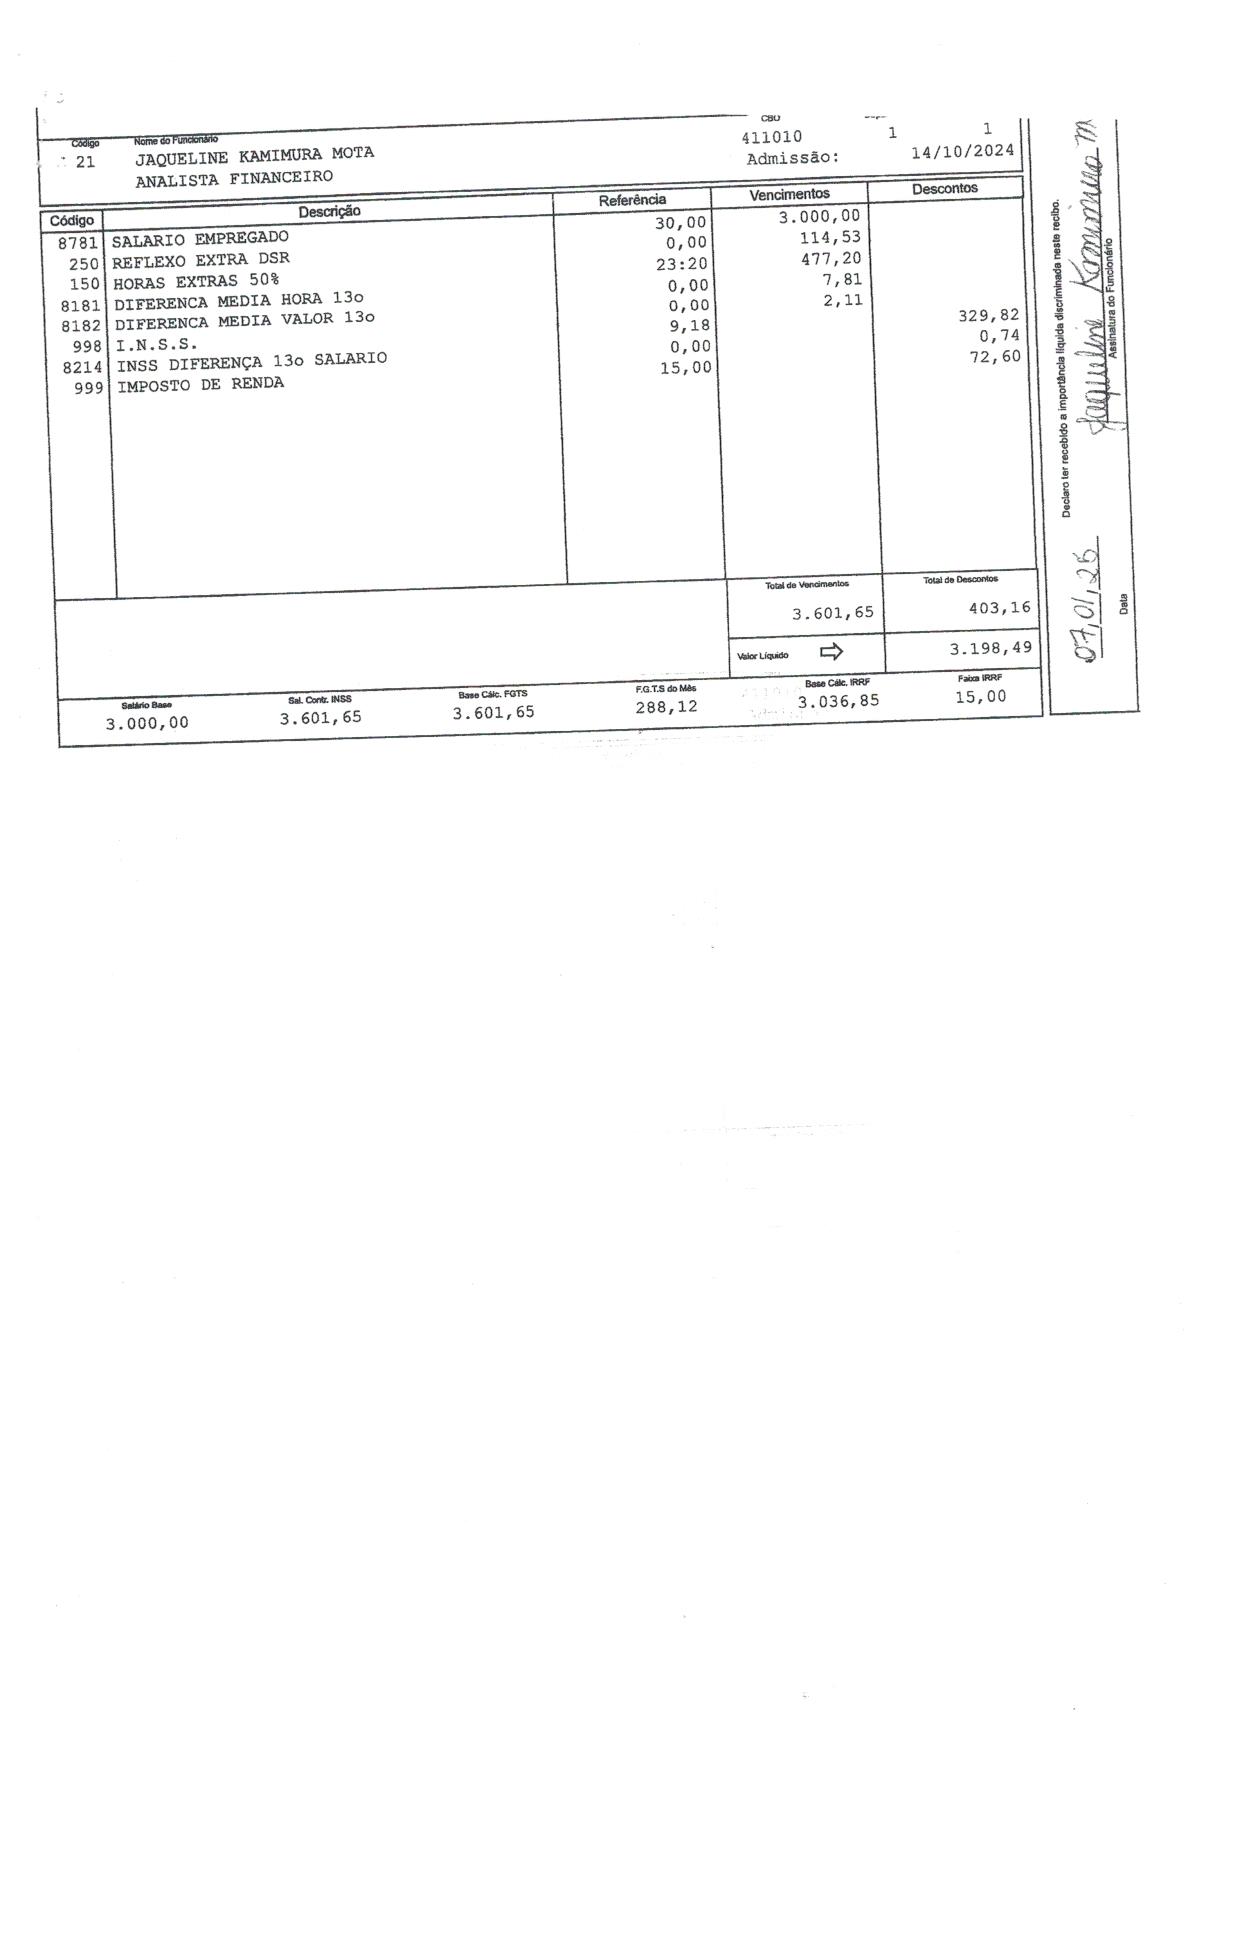 CBO
Código Nome do Funcionário 411010 1 1
21 JAQUELINE KAMIMURA MOTA Admissão: 14/10/2024
ANALISTA FINANCEIRO
Código Descrição Referência Vencimentos Descontos
8781 SALARIO EMPREGADO 30,00 3.000,00
250 REFLEXO EXTRA DSR 0,00 114,53
150 HORAS EXTRAS 50% 23:20 477,20
8181 DIFERENCA MEDIA HORA 13o 0,00 7,81
8182 DIFERENCA MEDIA VALOR 13o 0,00 2,11
998 I.N.S.S. 9,18 329,82
8214 INSS DIFERENÇA 13o SALARIO 0,00 0,74
999 IMPOSTO DE RENDA 15,00 72,60
Total de Vencimentos Total de Descontos
3.601,65 403,16
Valor Líquido ⇨ 3.198,49
Salário Base Sal. Contr. INSS Base Cálc. FGTS F.G.T.S do Mês Base Cálc. IRRF Faixa IRRF
3.000,00 3.601,65 3.601,65 288,12 3.036,85 15,00
Declaro ter recebido a importância líquida discriminada neste recibo.
07,01,25 Jaqueline Kamimura M
Data Assinatura do Funcionário